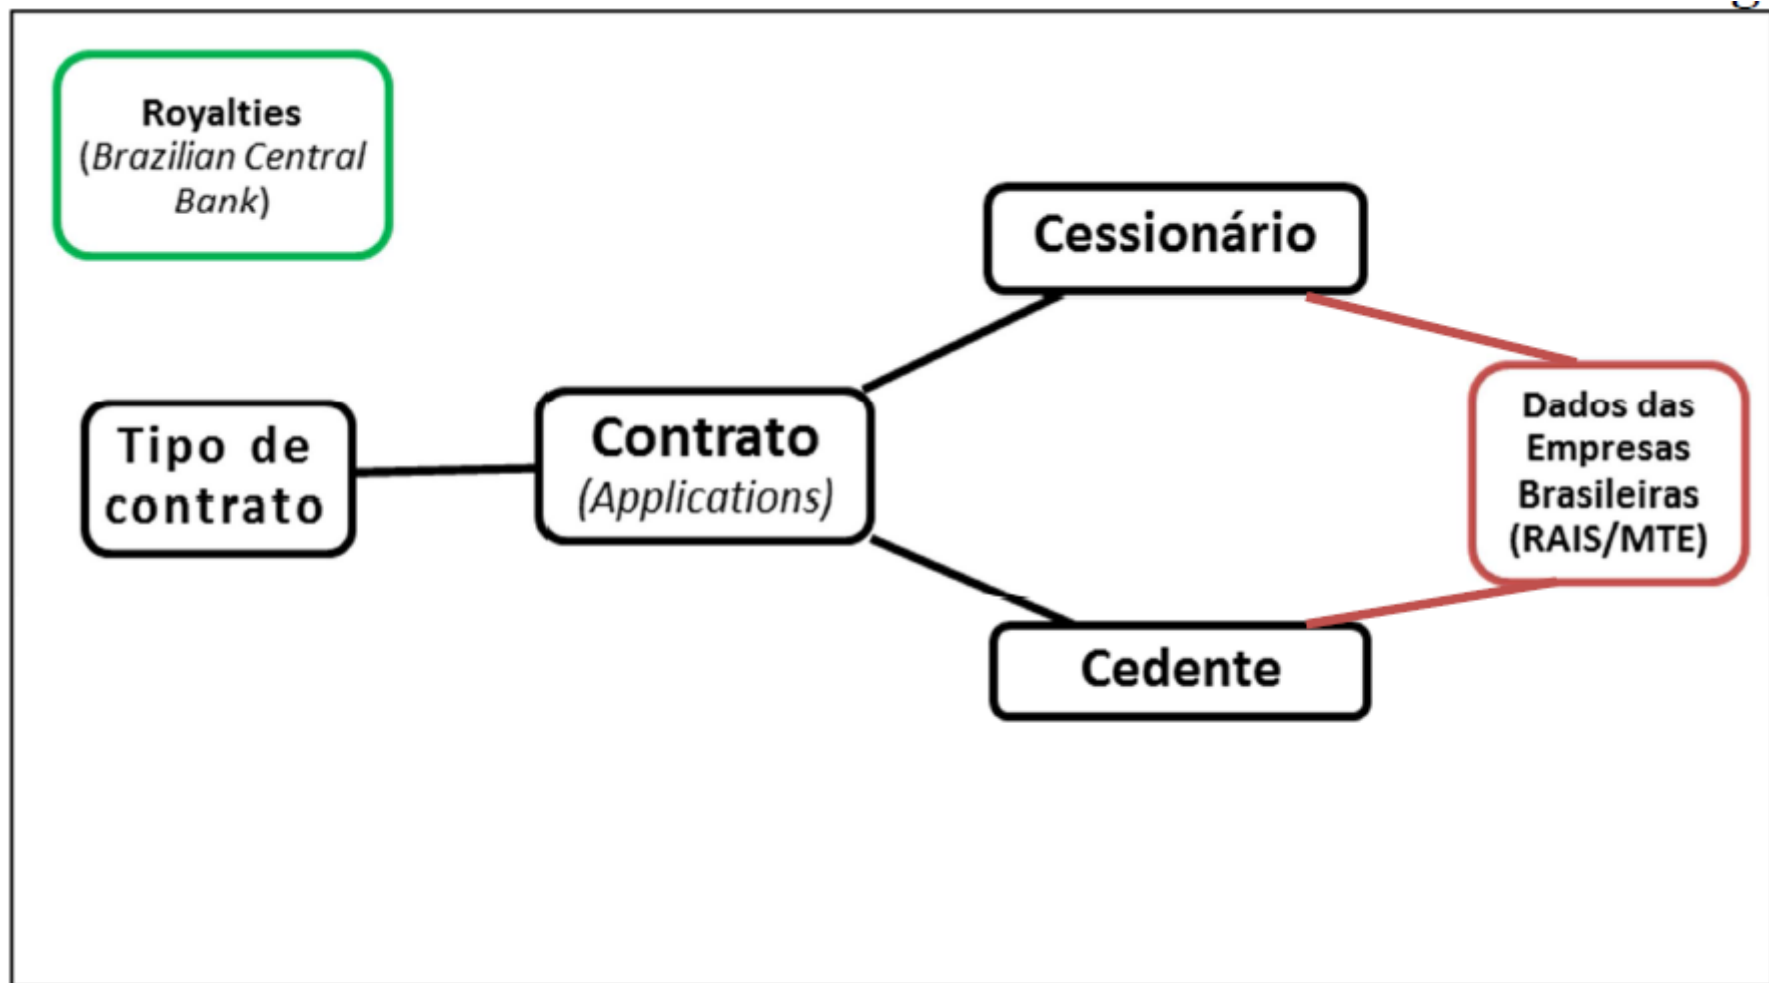 Royalties
(Brazilian Central
Bank)
Cessionário
Tipo de
contrato
Contrato
(Applications)
Dados das
Empresas
Brasileiras
(RAIS/MTE)
Cedente